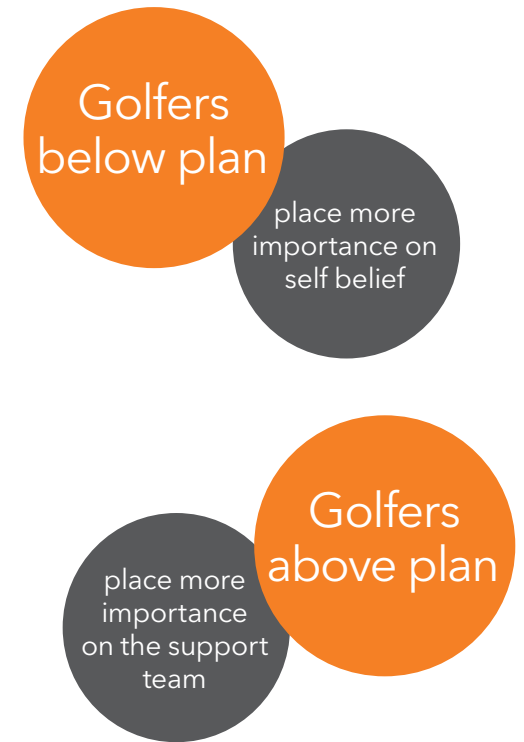 Golfers
below plan
place more
importance on
self belief
Golfers
above plan
place more
importance
on the support
team